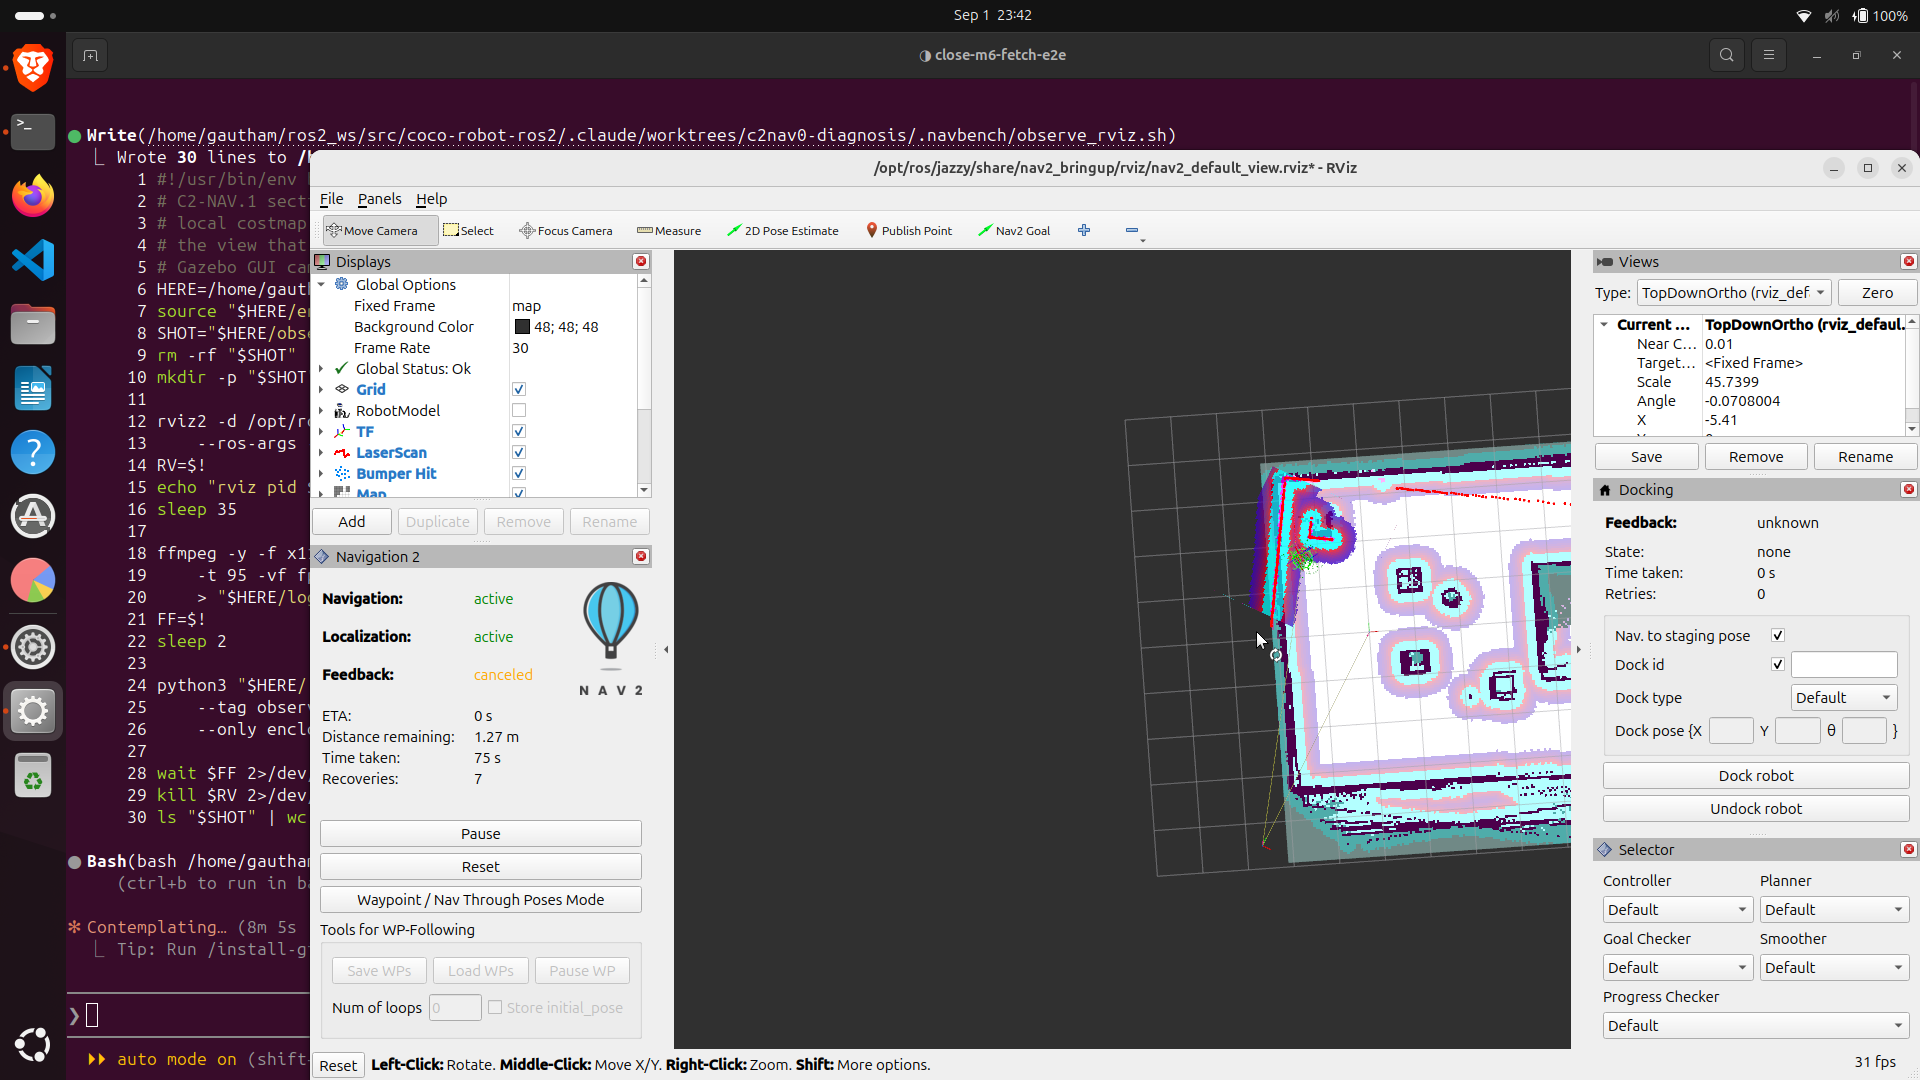 Sep 1 23:42
100%
close-m6-fetch-e2e
Write(/home/gautham/ros2_ws/src/coco-robot-ros2/.claude/worktrees/c2nav0-diagnosis/.navbench/observe_rviz.sh)
Wrote 30 lines to
1 #!/usr/bin/env
2 # C2-NAV.1 sect
3 # local costmap
4 # the view that
5 # Gazebo GUI ca
6 HERE=/home/gaut
7 source "$HERE/e
8 SHOT="$HERE/obs
9 rm -rf "$SHOT"
10 mkdir -p "$SHOT
11
12 rviz2 -d /opt/r
13 --ros-args
14 RV=$!
15 echo "rviz pid
16 sleep 35
17
18 ffmpeg -y -f x1
19 -t 95 -vf f
20 > "$HERE/lo
21 FF=$!
22 sleep 2
23
24 python3 "$HERE/
25 --tag obser
26 --only encl
27
28 wait $FF 2>/dev
29 kill $RV 2>/dev
30 ls "$SHOT" | wc
Bash(bash /home/gautham
(ctrl+b to run in ba
Contemplating… (8m 5s
Tip: Run /install-g
❯
auto mode on (shift
/opt/ros/jazzy/share/nav2_bringup/rviz/nav2_default_view.rviz* - RViz
File Panels Help
Move Camera Select Focus Camera Measure 2D Pose Estimate Publish Point Nav2 Goal
Displays
Global Options
Fixed Frame map
Background Color 48; 48; 48
Frame Rate 30
Global Status: Ok
Grid
RobotModel
TF
LaserScan
Bumper Hit
Map
Add Duplicate Remove Rename
Navigation 2
Navigation: active
Localization: active
Feedback: canceled
NAV2
ETA: 0 s
Distance remaining: 1.27 m
Time taken: 75 s
Recoveries: 7
Pause
Reset
Waypoint / Nav Through Poses Mode
Tools for WP-Following
Save WPs Load WPs Pause WP
Num of loops 0 Store initial_pose
Reset Left-Click: Rotate. Middle-Click: Move X/Y. Right-Click: Zoom. Shift: More options.
Views
Type: TopDownOrtho (rviz_def Zero
Current ... TopDownOrtho (rviz_defaul.
Near C... 0.01
Target... <Fixed Frame>
Scale 45.7399
Angle -0.0708004
X -5.41
Save Remove Rename
Docking
Feedback: unknown
State: none
Time taken: 0 s
Retries: 0
Nav. to staging pose
Dock id
Dock type Default
Dock pose {X Y θ }
Dock robot
Undock robot
Selector
Controller Planner
Default Default
Goal Checker Smoother
Default Default
Progress Checker
Default
31 fps